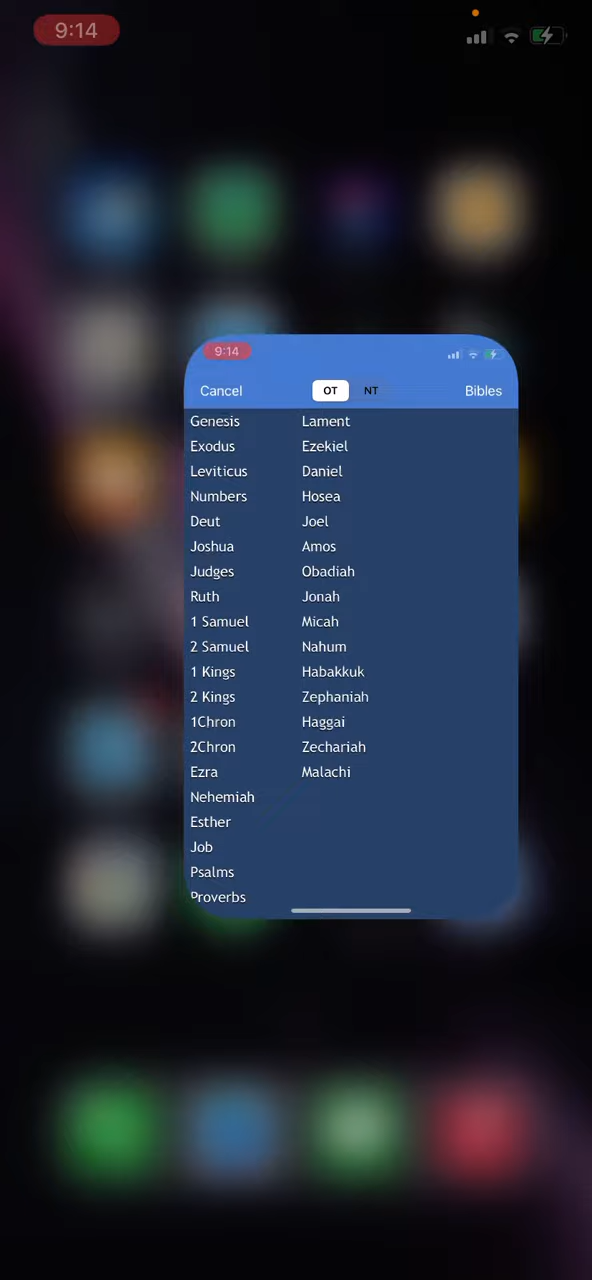 9:14
9:14
Cancel OT NT Bibles
Genesis Lament
Exodus Ezekiel
Leviticus Daniel
Numbers Hosea
Deut Joel
Joshua Amos
Judges Obadiah
Ruth Jonah
1 Samuel Micah
2 Samuel Nahum
1 Kings Habakkuk
2 Kings Zephaniah
1Chron Haggai
2Chron Zechariah
Ezra Malachi
Nehemiah
Esther
Job
Psalms
Proverbs